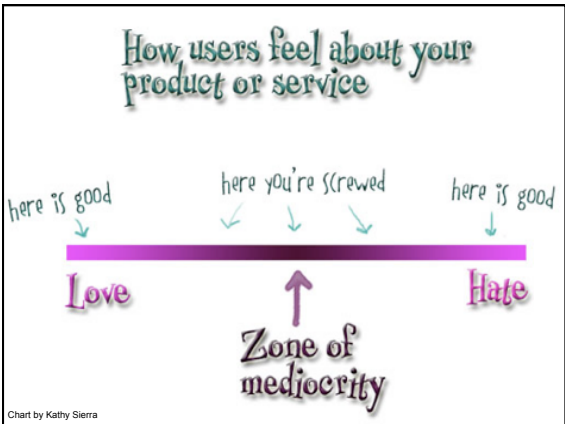 How users feel about your
product or service
here is good
here you're screwed
here is good
Love
Hate
Zone of
mediocrity
Chart by Kathy Sierra